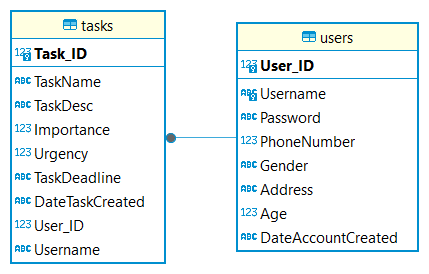 tasks
123 Task_ID
ABC TaskName
ABC TaskDesc
123 Importance
123 Urgency
ABC TaskDeadline
ABC DateTaskCreated
123 User_ID
ABC Username
users
123 User_ID
ABC Username
ABC Password
123 PhoneNumber
ABC Gender
ABC Address
123 Age
ABC DateAccountCreated